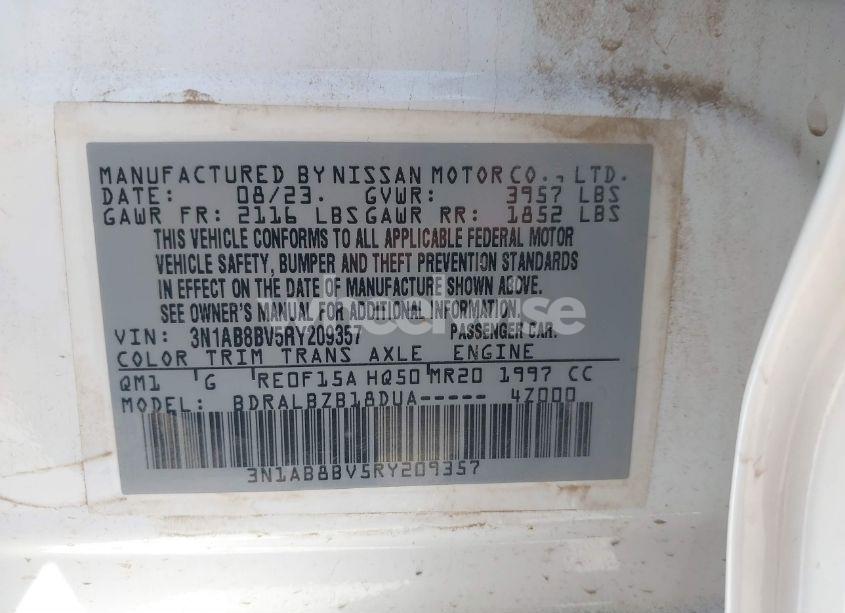 MANUFACTURED BY NISSAN MOTOR CO., LTD.
DATE: 08/23. GVWR: 3957 LBS
GAWR FR: 2116 LBS GAWR RR: 1852 LBS
THIS VEHICLE CONFORMS TO ALL APPLICABLE FEDERAL MOTOR
VEHICLE SAFETY, BUMPER AND THEFT PREVENTION STANDARDS
IN EFFECT ON THE DATE OF MANUFACTURE SHOWN ABOVE.
SEE OWNER'S MANUAL FOR ADDITIONAL INFORMATION.
VIN: 3N1AB8BV5RY209357 PASSENGER CAR.
COLOR TRIM TRANS AXLE ENGINE
QM1 G RE0F15A HQ50 MR20 1997 CC
MODEL: BDRALBZB18DUA----- 4Z000
3N1AB8BV5RY209357